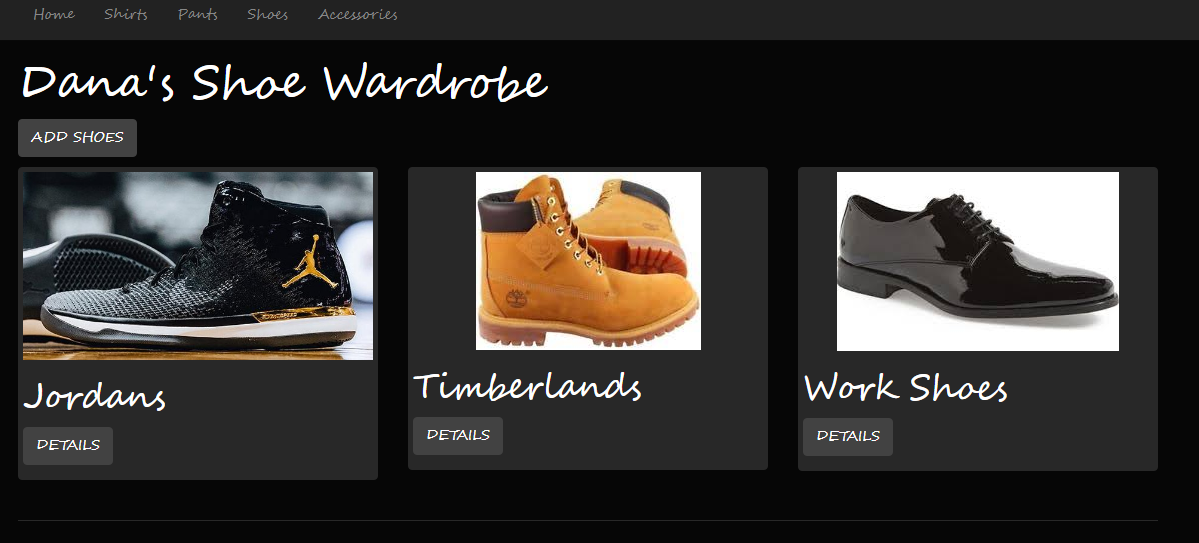 Home Shirts Pants Shoes Accessories
Dana's Shoe Wardrobe
ADD SHOES
Jordans
Timberlands
Work Shoes
DETAILS
DETAILS
DETAILS